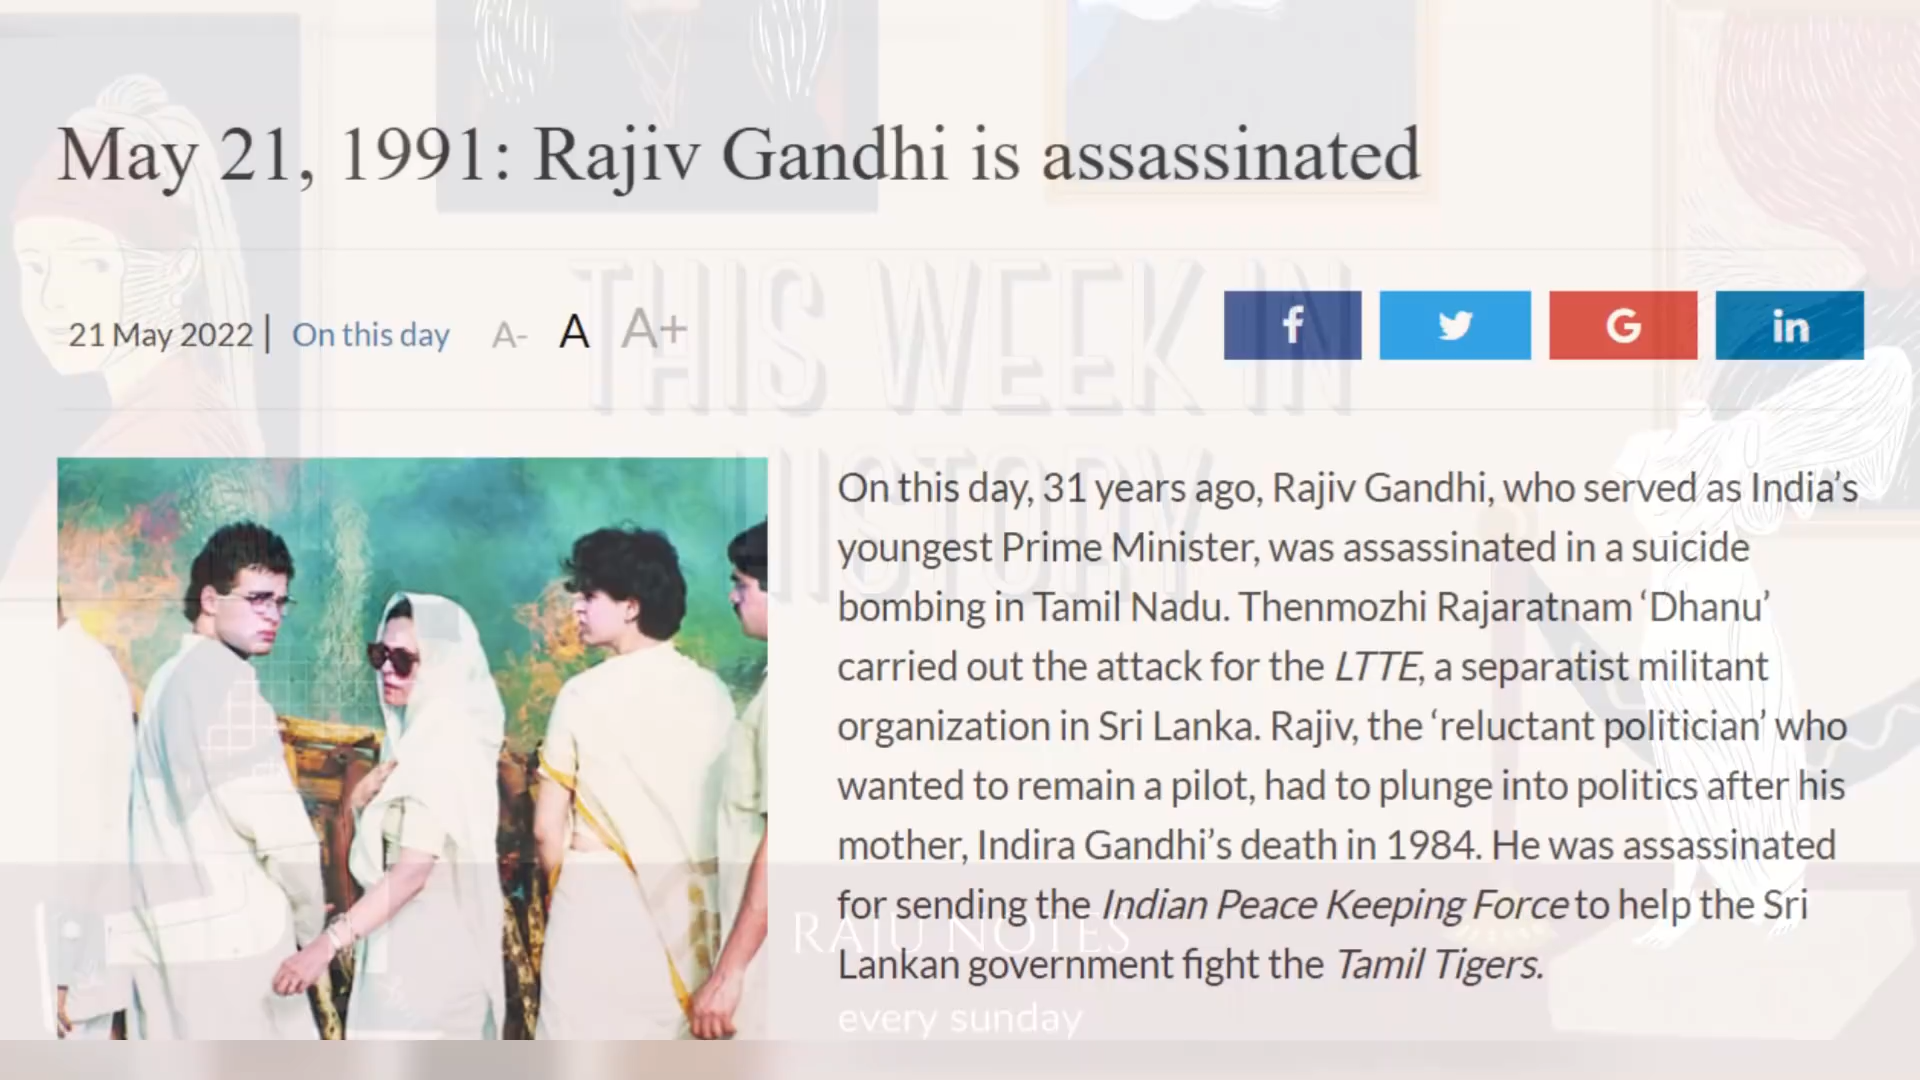 May 21, 1991: Rajiv Gandhi is assassinated
THIS WEEK IN
HISTORY
21 May 2022 | On this day A- A A+
f G in
On this day, 31 years ago, Rajiv Gandhi, who served as India’s
youngest Prime Minister, was assassinated in a suicide
bombing in Tamil Nadu. Thenmozhi Rajaratnam ‘Dhanu’
carried out the attack for the LTTE, a separatist militant
organization in Sri Lanka. Rajiv, the ‘reluctant politician’ who
wanted to remain a pilot, had to plunge into politics after his
mother, Indira Gandhi’s death in 1984. He was assassinated
for sending the Indian Peace Keeping Force to help the Sri
Lankan government fight the Tamil Tigers.
RAJU NOTES
every sunday